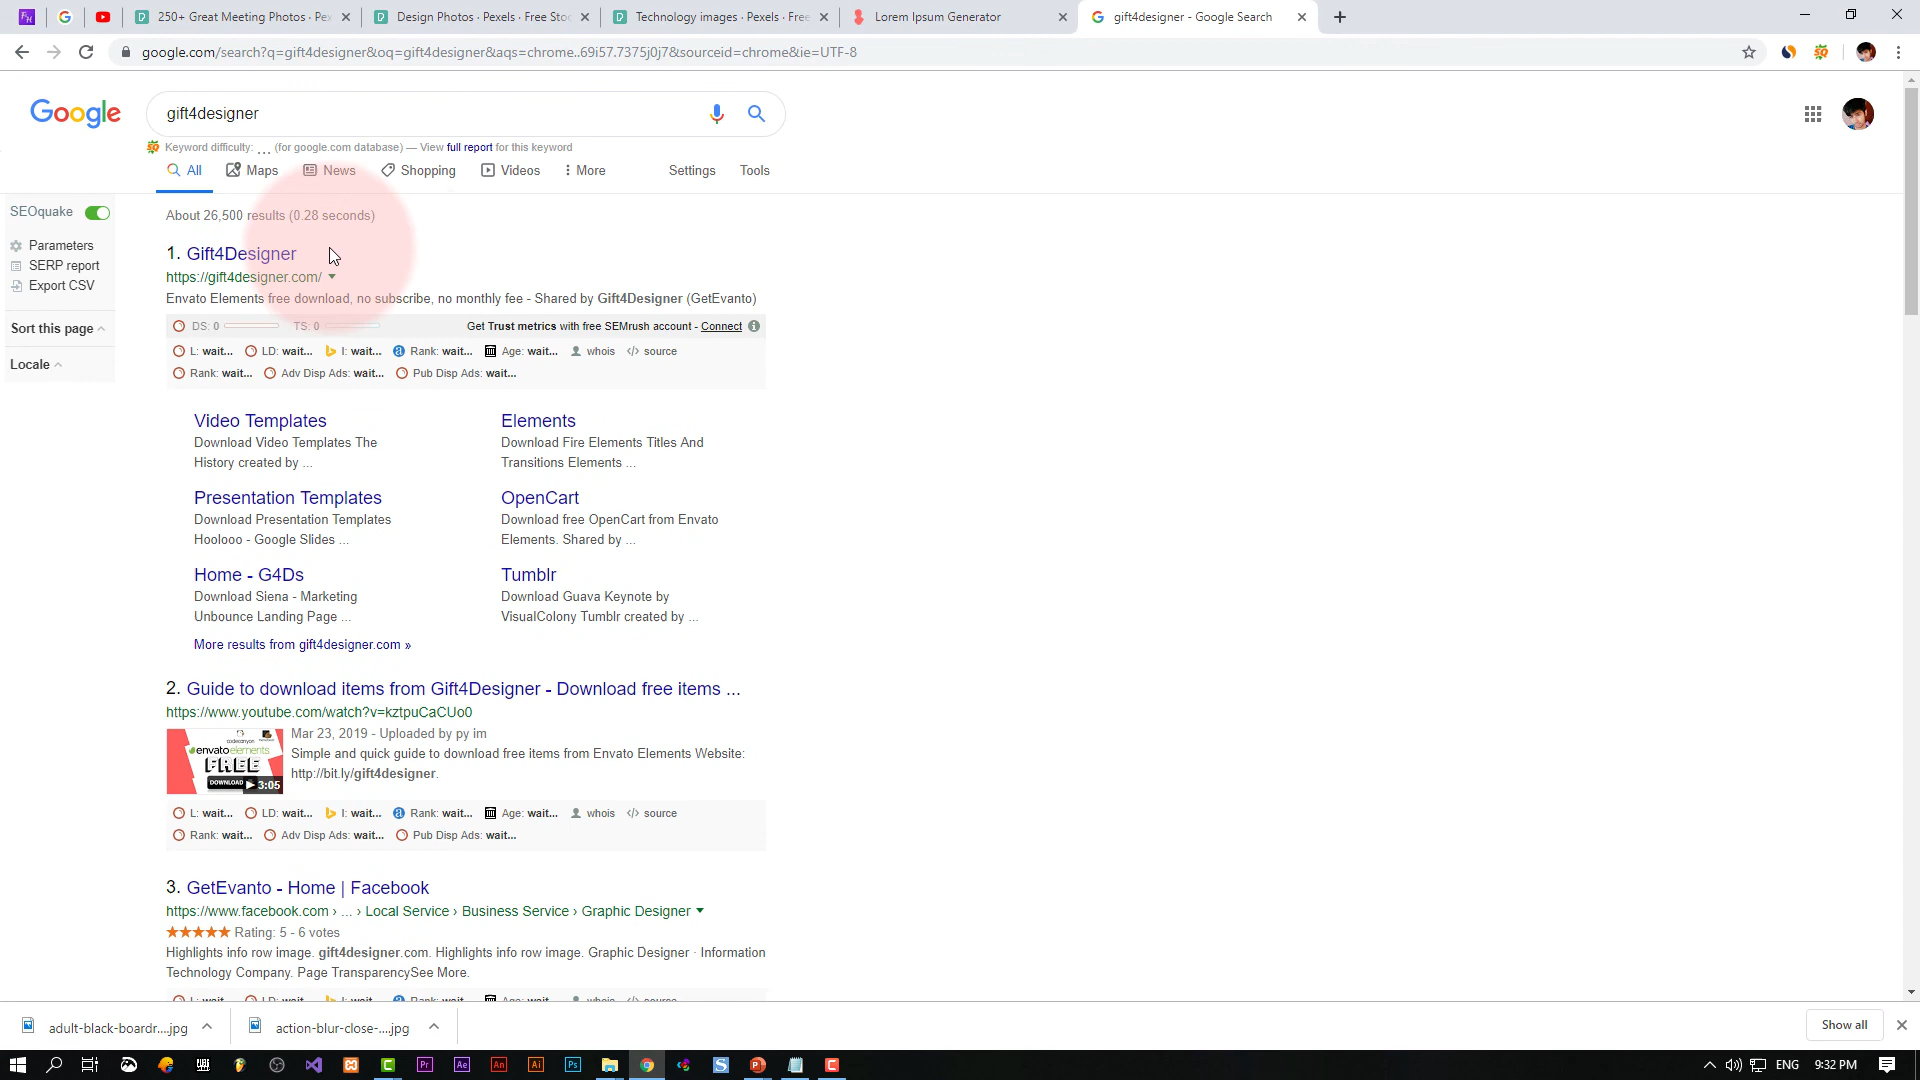 250+ Great Meeting Photos · Pex
Design Photos · Pexels · Free Stoc
Technology images · Pexels · Free
Lorem Ipsum Generator
gift4designer - Google Search
google.com/search?q=gift4designer&oq=gift4designer&aqs=chrome..69i57.7375j0j7&sourceid=chrome&ie=UTF-8
Google
gift4designer
Keyword difficulty: ... (for google.com database) — View full report for this keyword
All Maps News Shopping Videos More Settings Tools
SEOquake
Parameters
SERP report
Export CSV
Sort this page
Locale
About 26,500 results (0.28 seconds)
1. Gift4Designer
https://gift4designer.com/
Envato Elements free download, no subscribe, no monthly fee - Shared by Gift4Designer (GetEvanto)
DS: 0 TS: 0 Get Trust metrics with free SEMrush account - Connect
L: wait... LD: wait... I: wait... Rank: wait... Age: wait... whois </> source
Rank: wait... Adv Disp Ads: wait... Pub Disp Ads: wait...
Video Templates
Download Video Templates The
History created by ...
Elements
Download Fire Elements Titles And
Transitions Elements ...
Presentation Templates
Download Presentation Templates
Hoolooo - Google Slides ...
OpenCart
Download free OpenCart from Envato
Elements. Shared by ...
Home - G4Ds
Download Siena - Marketing
Unbounce Landing Page ...
Tumblr
Download Guava Keynote by
VisualColony Tumblr created by ...
More results from gift4designer.com »
2. Guide to download items from Gift4Designer - Download free items ...
https://www.youtube.com/watch?v=kztpuCaCUo0
envatoelements
FREE
DOWNLOAD
3:05
Mar 23, 2019 - Uploaded by py im
Simple and quick guide to download free items from Envato Elements Website:
http://bit.ly/gift4designer.
L: wait... LD: wait... I: wait... Rank: wait... Age: wait... whois </> source
Rank: wait... Adv Disp Ads: wait... Pub Disp Ads: wait...
3. GetEvanto - Home | Facebook
https://www.facebook.com › ... › Local Service › Business Service › Graphic Designer
Rating: 5 - 6 votes
Highlights info row image. gift4designer.com. Highlights info row image. Graphic Designer · Information
Technology Company. Page TransparencySee More.
adult-black-boardr....jpg
action-blur-close-....jpg
Show all
Pr Ae An Ai Ps
ENG 9:32 PM